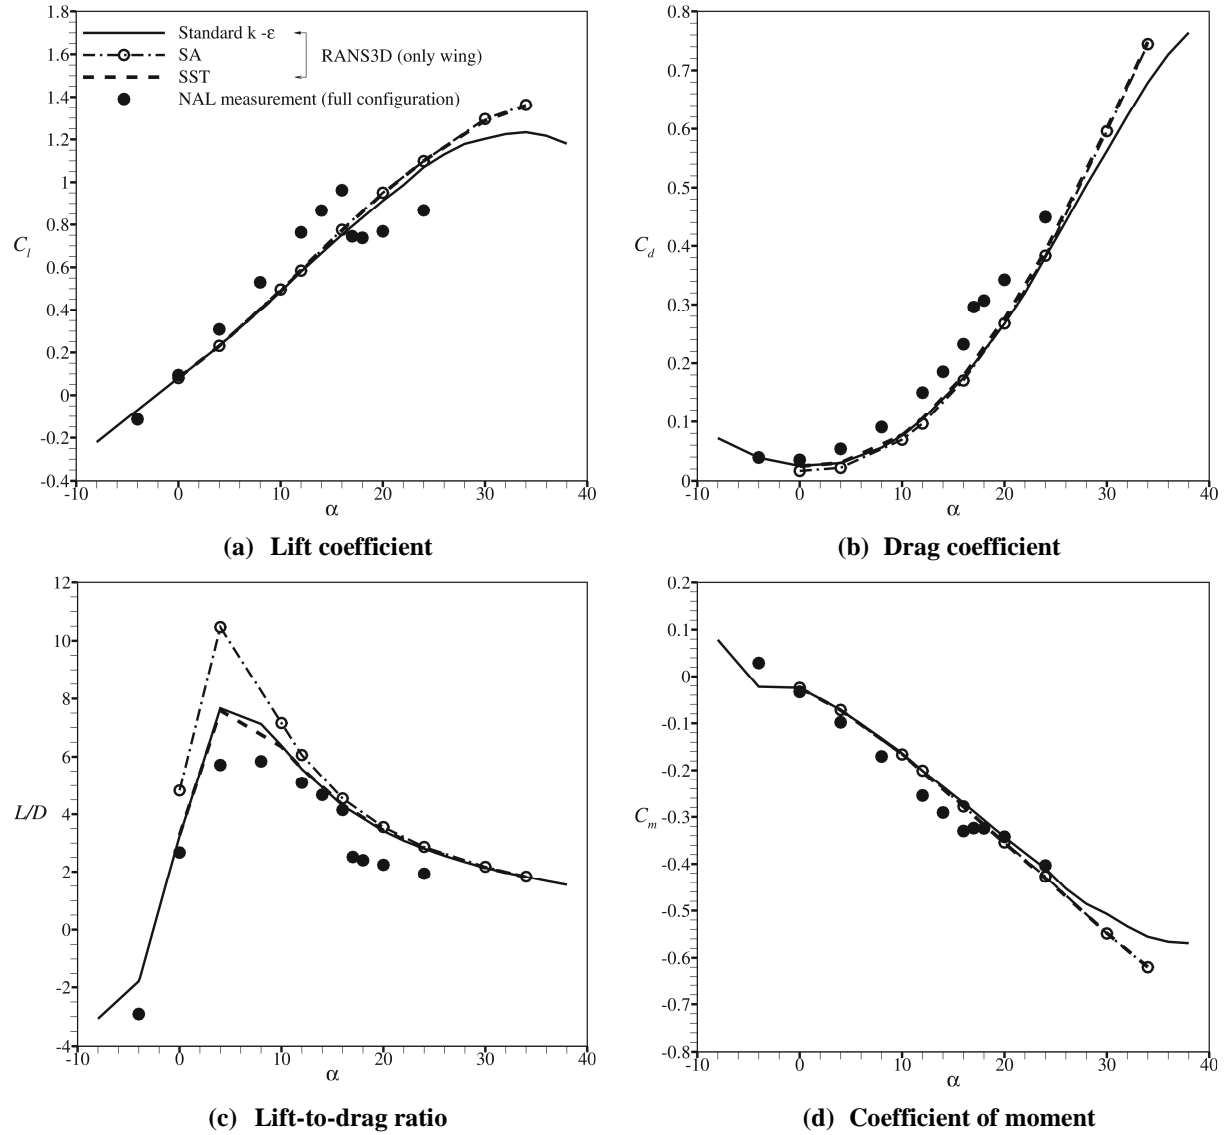 1.8
1.6
1.4
1.2
1
0.8
0.6
0.4
0.2
0
-0.2
-0.4
C_l
Standard k -ε
SA
SST
RANS3D (only wing)
NAL measurement (full configuration)
-10 0 10 20 30 40
α
(a) Lift coefficient
0.8
0.7
0.6
0.5
0.4
0.3
0.2
0.1
0
C_d
-10 0 10 20 30 40
α
(b) Drag coefficient
12
10
8
6
4
2
0
-2
-4
L/D
-10 0 10 20 30 40
α
(c) Lift-to-drag ratio
0.2
0.1
0
-0.1
-0.2
-0.3
-0.4
-0.5
-0.6
-0.7
-0.8
C_m
-10 0 10 20 30 40
α
(d) Coefficient of moment